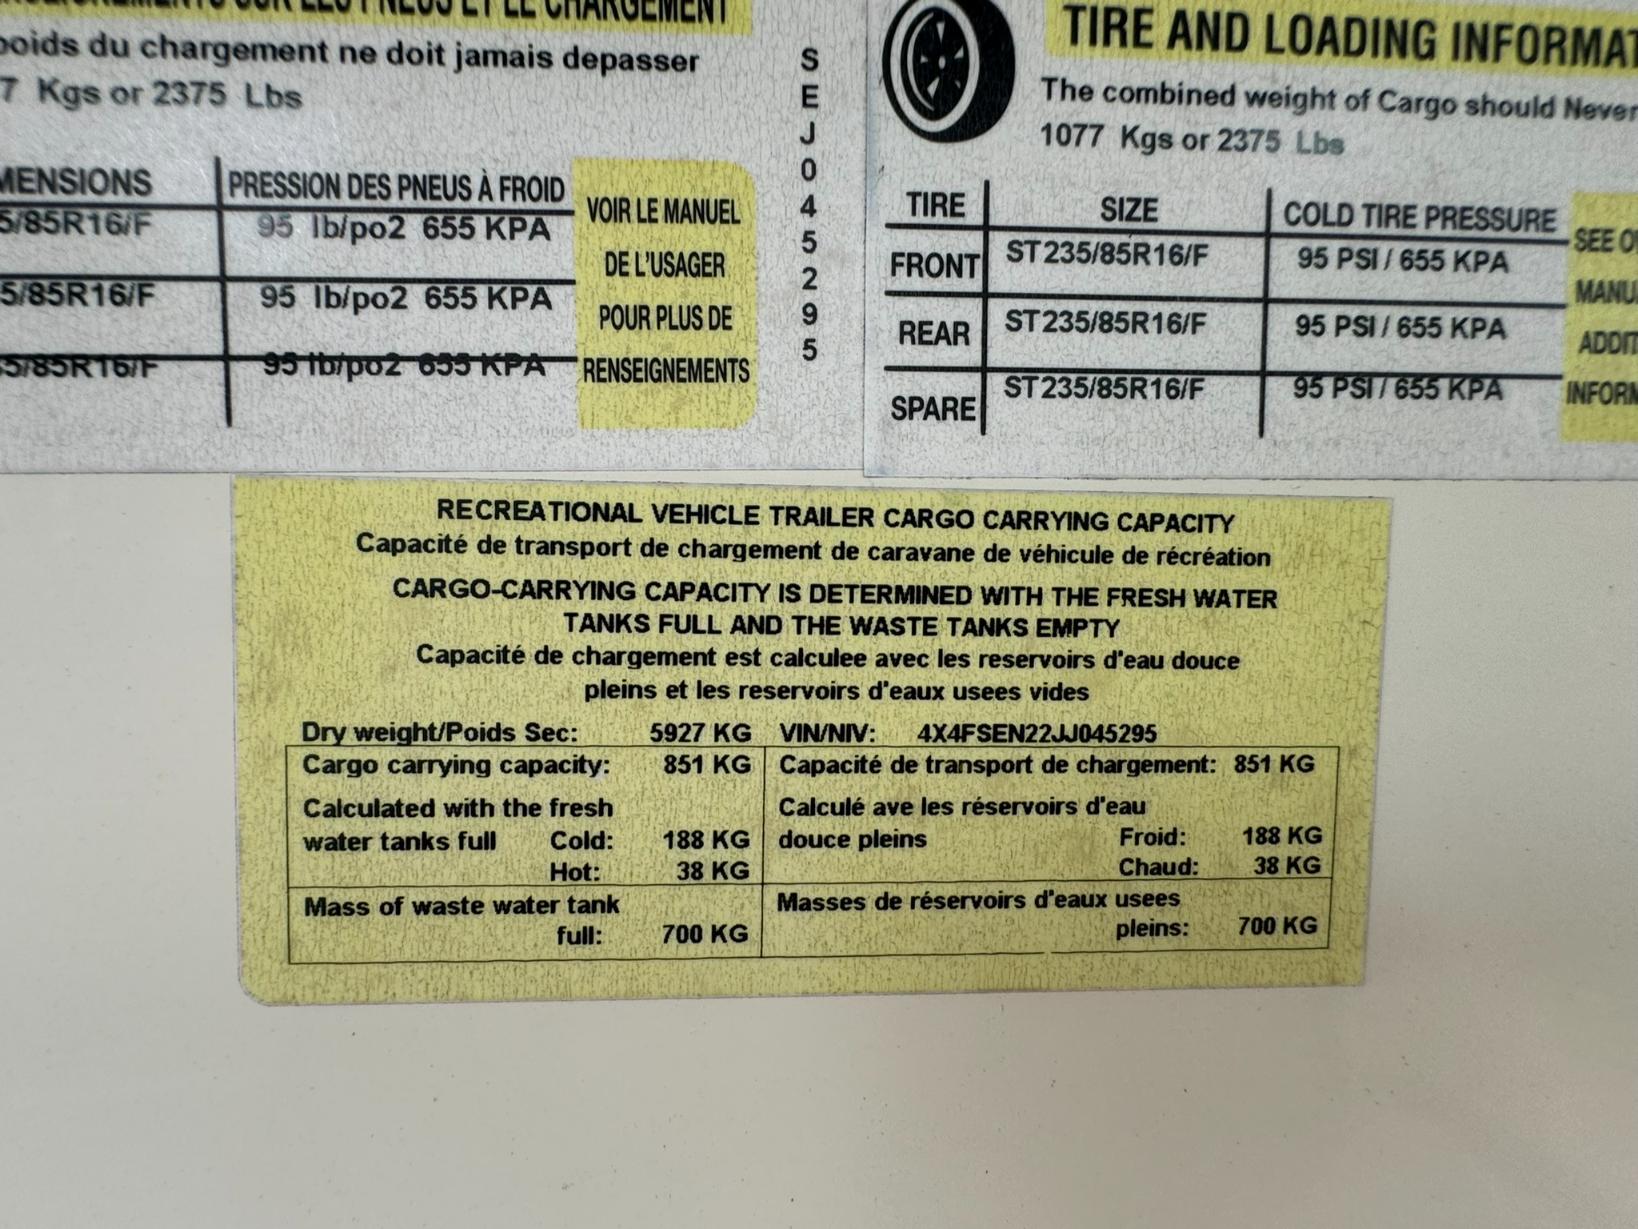 SUR LES PNEUS ET LE CHARGEMENT
poids du chargement ne doit jamais depasser
7 Kgs or 2375 Lbs
PRESSION DES PNEUS À FROID
5/85R16/F 95 lb/po2 655 KPA
5/85R16/F 95 lb/po2 655 KPA
5/85R16/F 95 lb/po2 655 KPA
VOIR LE MANUEL
DE L'USAGER
POUR PLUS DE
RENSEIGNEMENTS
S
E
J
0
4
5
2
9
5
TIRE AND LOADING
The combined weight of Cargo should Never
1077 Kgs or 2375 Lbs
TIRE SIZE COLD TIRE PRESSURE
FRONT ST235/85R16/F 95 PSI / 655 KPA
REAR ST235/85R16/F 95 PSI / 655 KPA
SPARE ST235/85R16/F 95 PSI / 655 KPA
SEE
RECREATIONAL VEHICLE TRAILER CARGO CARRYING CAPACITY
Capacité de transport de chargement de caravane de véhicule de récréation
CARGO-CARRYING CAPACITY IS DETERMINED WITH THE FRESH WATER
TANKS FULL AND THE WASTE TANKS EMPTY
Capacité de chargement est calculee avec les reservoirs d'eau douce
pleins et les reservoirs d'eaux usees vides
Dry weight/Poids Sec: 5927 KG VIN/NIV: 4X4FSEN22JJ045295
Cargo carrying capacity: 851 KG
Calculated with the fresh
water tanks full Cold: 188 KG
Hot: 38 KG
Mass of waste water tank
full: 700 KG
Capacité de transport de chargement: 851 KG
Calculé ave les réservoirs d'eau
douce pleins Froid: 188 KG
Chaud: 38 KG
Masses de réservoirs d'eaux usees
pleins: 700 KG